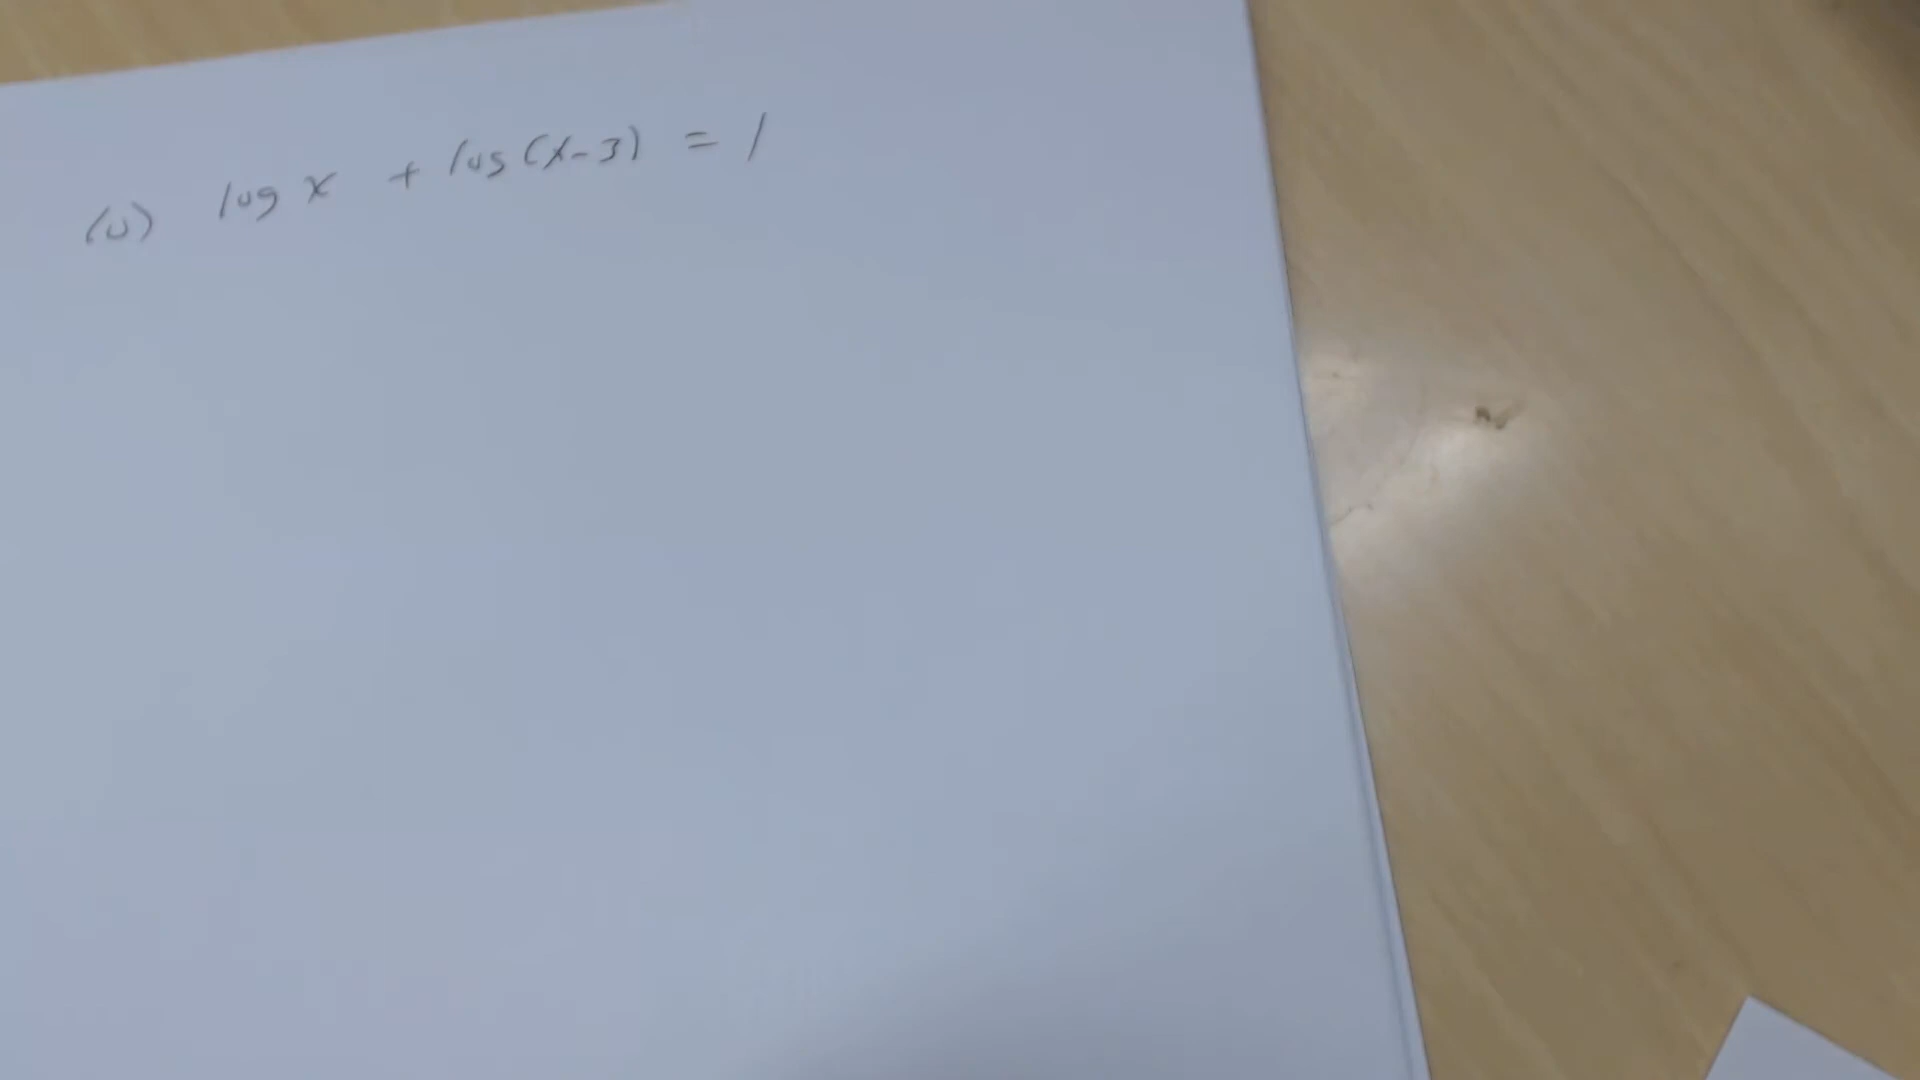 (u) log x + log (x-3) = 1